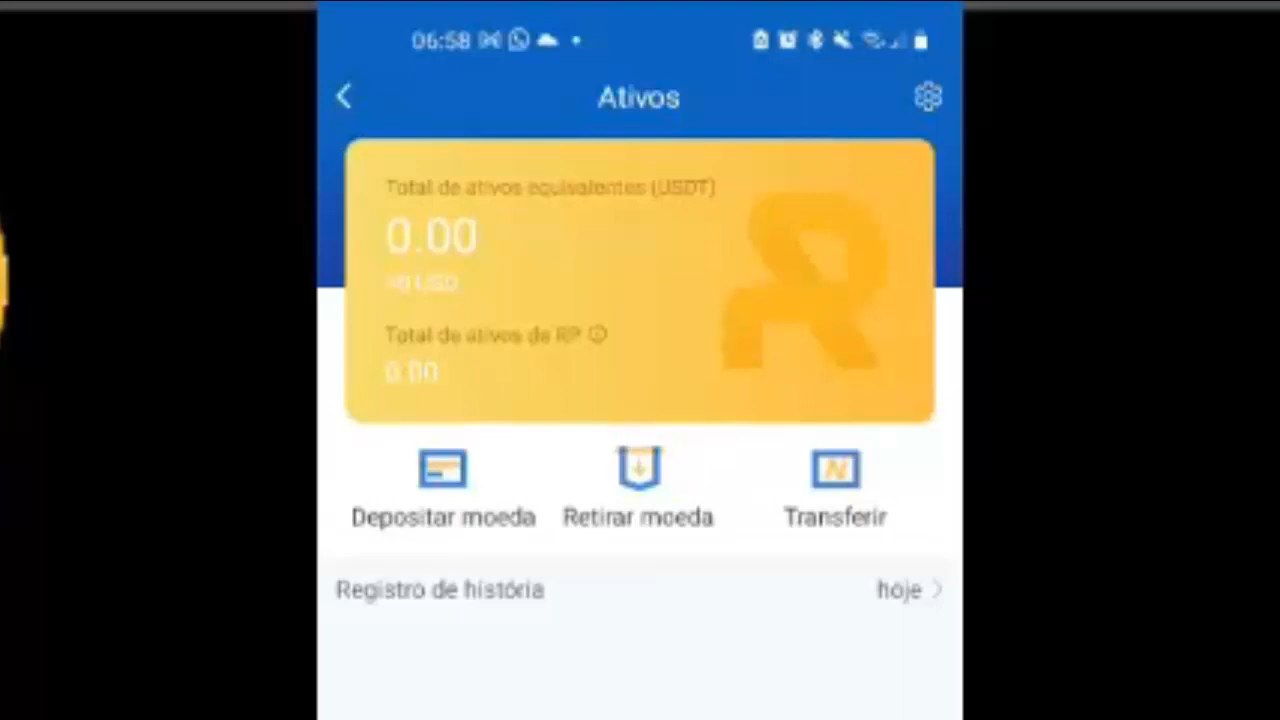 06:58
Ativos
Total de ativos equivalentes (USDT)
0.00
≈0 USD
Total de ativos de RP
0.00
Depositar moeda
Retirar moeda
Transferir
Registro de história
hoje